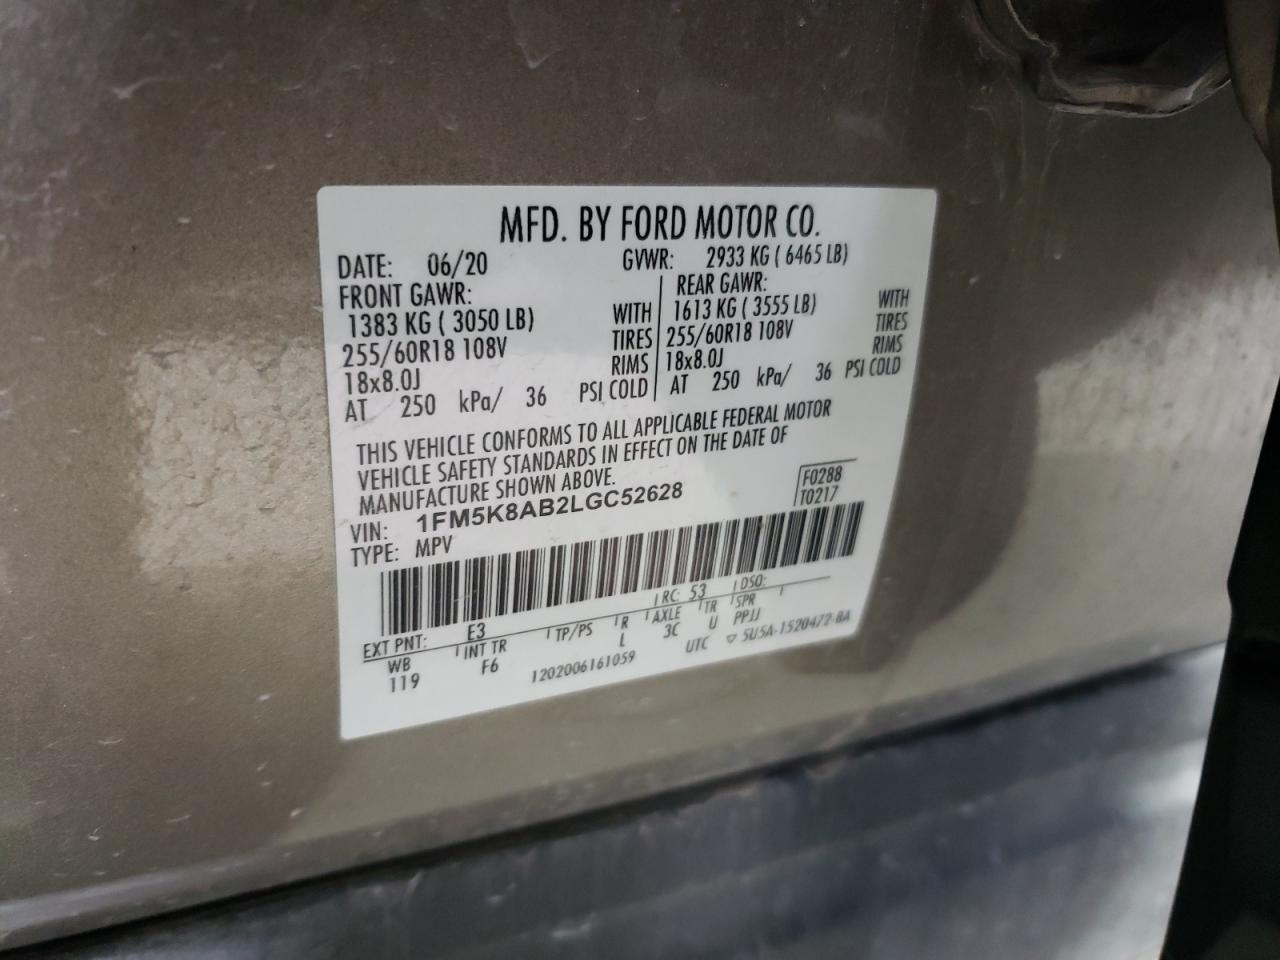 MFD. BY FORD MOTOR CO.
DATE: 06/20 GVWR: 2933 KG ( 6465 LB)
FRONT GAWR: REAR GAWR:
1383 KG ( 3050 LB) WITH 1613 KG ( 3555 LB) WITH
255/60R18 108V TIRES 255/60R18 108V TIRES
18x8.0J RIMS 18x8.0J RIMS
AT 250 kPa/ 36 PSI COLD AT 250 kPa/ 36 PSI COLD
THIS VEHICLE CONFORMS TO ALL APPLICABLE FEDERAL MOTOR
VEHICLE SAFETY STANDARDS IN EFFECT ON THE DATE OF
MANUFACTURE SHOWN ABOVE.
F0288
T0217
VIN: 1FM5K8AB2LGC52628
TYPE: MPV
EXT PNT: E3 RC: 53 DSO:
WB INT TR TP/PS R AXLE TR SPR
119 F6 L 3C U PPJJ
1202006161059 UTC ▽ 5U5A-1520472-BA